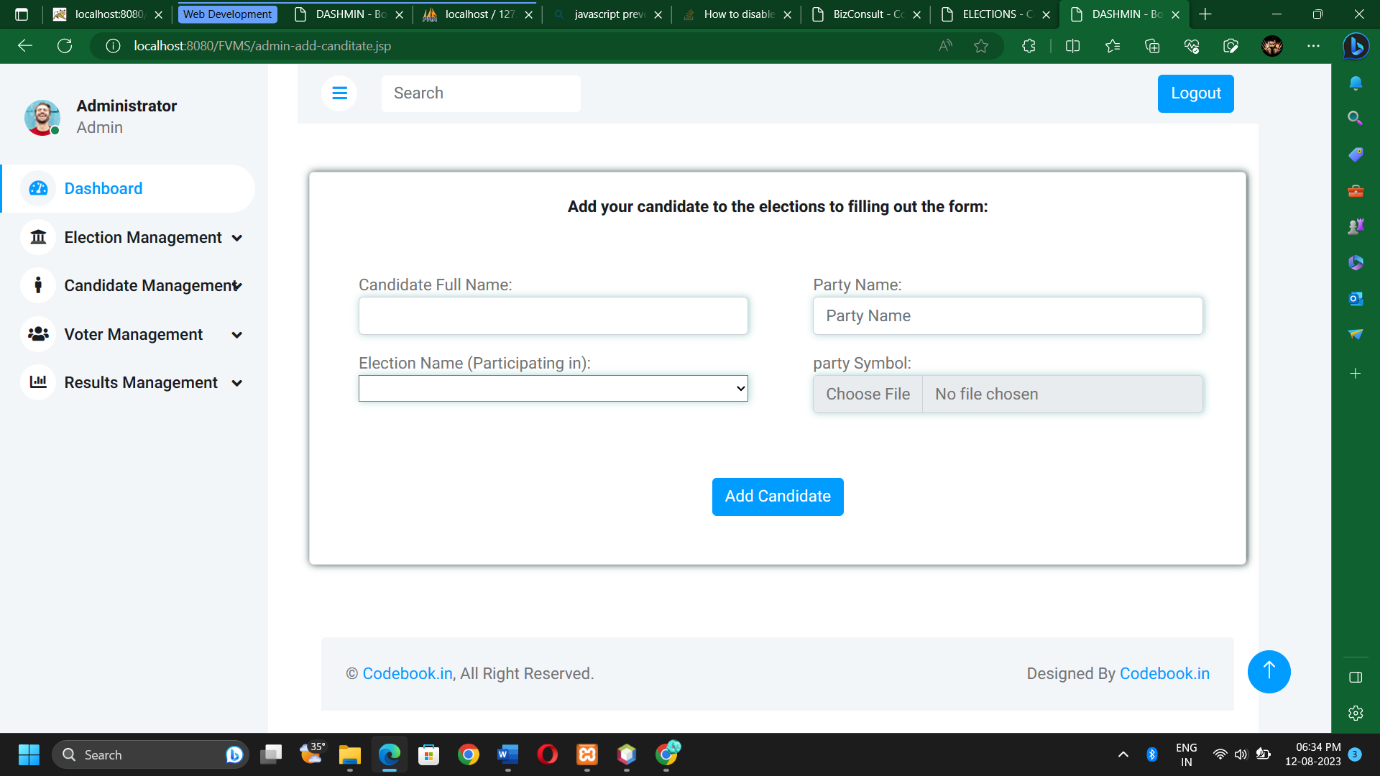 localhost:8080/
Web Development
DASHMIN - Bo
localhost / 127
javascript prev
How to disable
BizConsult - Co
ELECTIONS - C
DASHMIN - Bo
localhost:8080/FVMS/admin-add-canditate.jsp
Administrator
Admin
Search
Logout
Dashboard
Election Management
Candidate Management
Voter Management
Results Management
Add your candidate to the elections to filling out the form:
Candidate Full Name:
Party Name:
Party Name
Election Name (Participating in):
party Symbol:
Choose File No file chosen
Add Candidate
© Codebook.in, All Right Reserved.
Designed By Codebook.in
Search
35°
ENG
IN
06:34 PM
12-08-2023
3